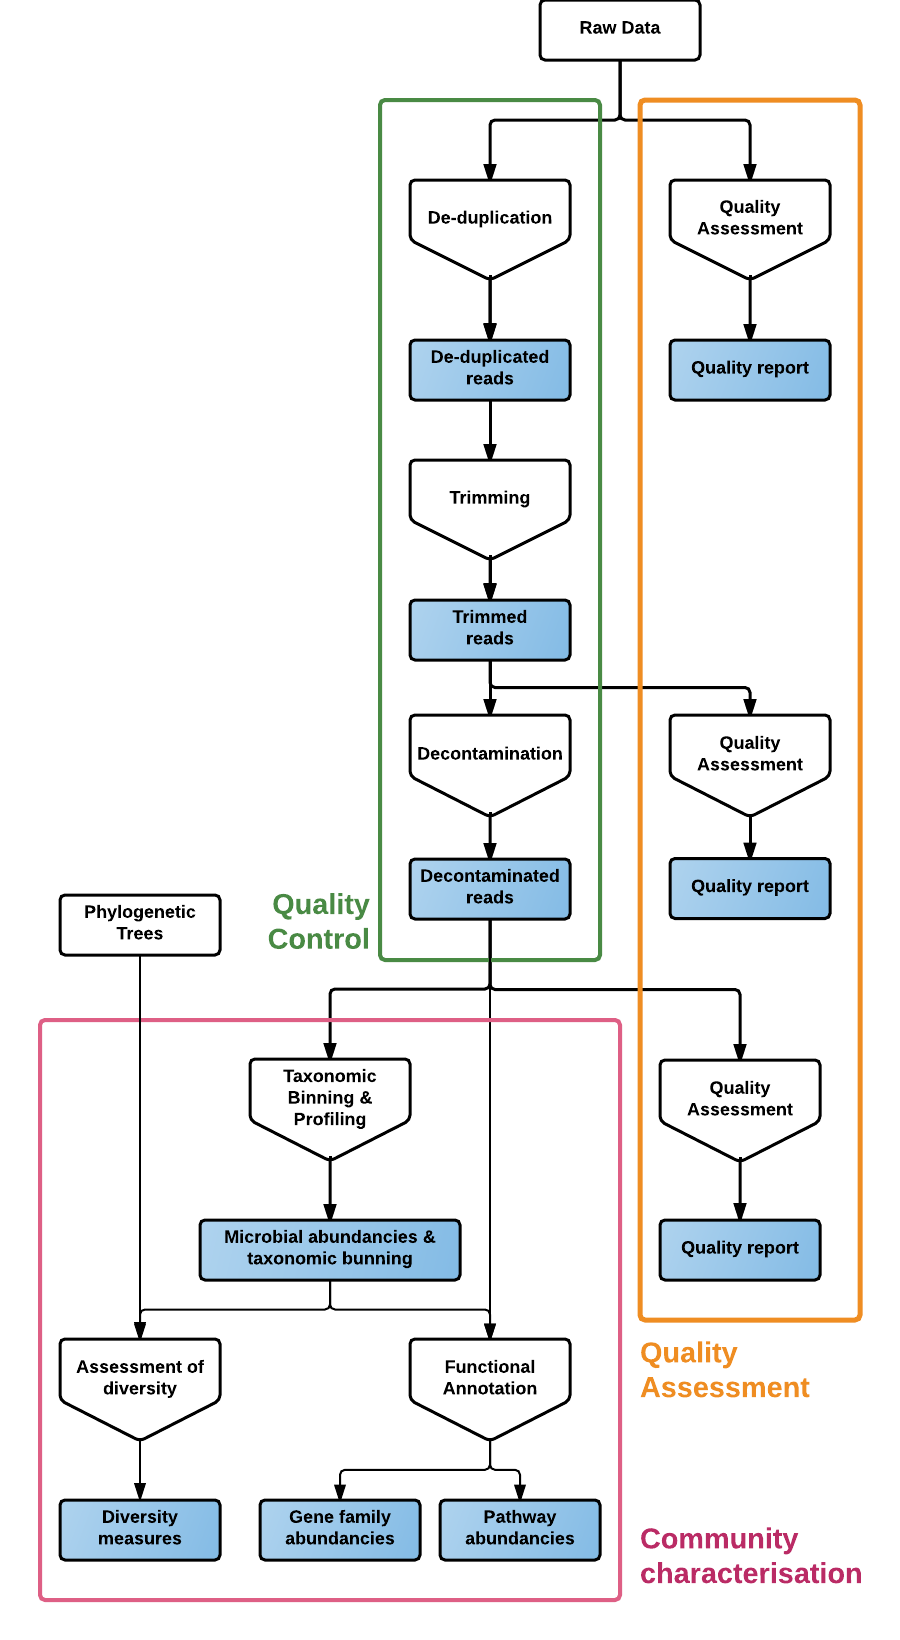 Raw Data
De-duplication
Quality
Assessment
De-duplicated
reads
Quality report
Trimming
Trimmed
reads
Decontamination
Quality
Assessment
Decontaminated
reads
Quality report
Quality
Control
Phylogenetic
Trees
Taxonomic
Binning &
Profiling
Quality
Assessment
Microbial abundancies &
taxonomic bunning
Quality report
Assessment of
diversity
Functional
Annotation
Quality
Assessment
Diversity
measures
Gene family
abundancies
Pathway
abundancies
Community
characterisation